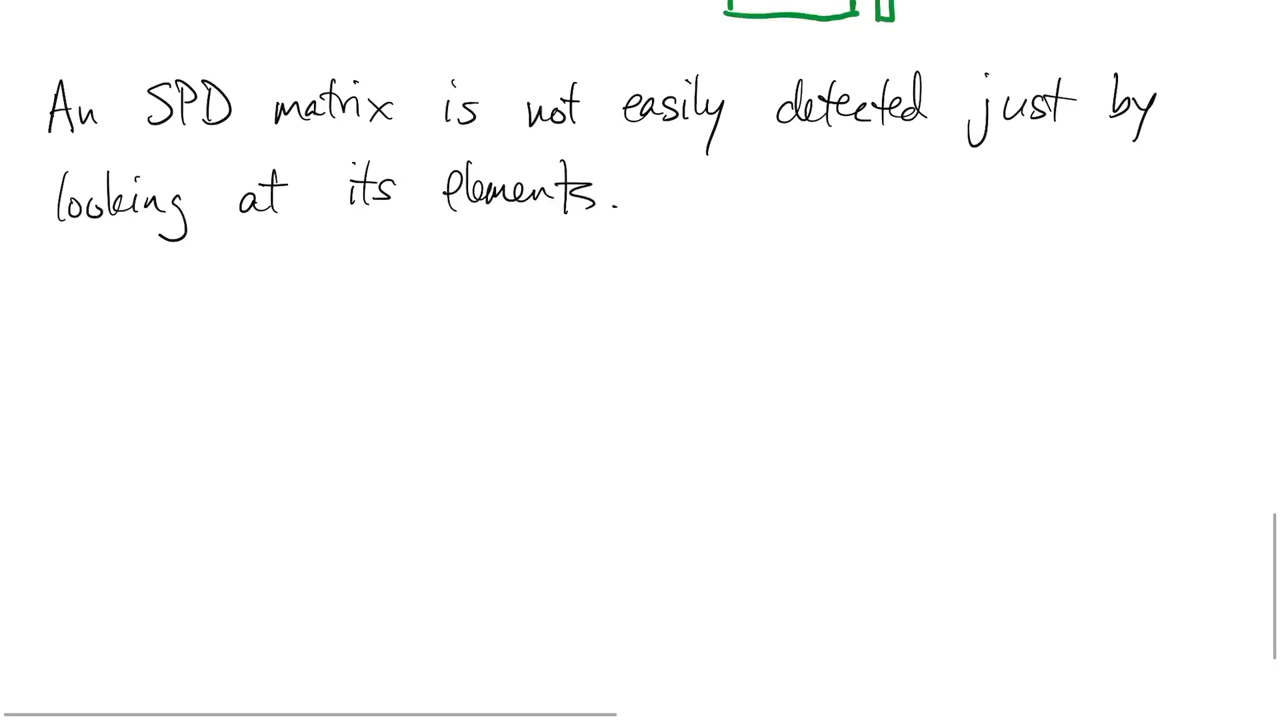 An SPD matrix is not easily detected just by
looking at its elements.